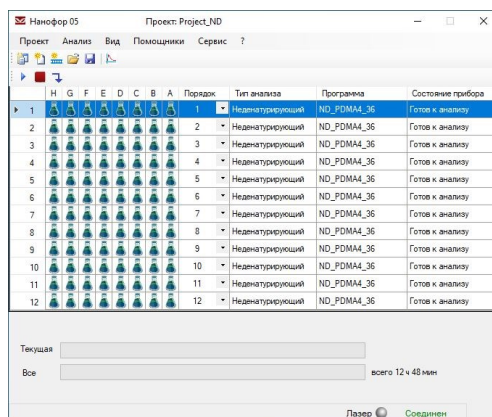 Нанофор 05 Проект: Project_ND
Проект Анализ Вид Помощники Сервис ?
H G F E D C B A Порядок Тип анализа Программа Состояние прибора
1 1 Неденатурирующий ND_PDMA4_36 Готов к анализу
2 2 Неденатурирующий ND_PDMA4_36 Готов к анализу
3 3 Неденатурирующий ND_PDMA4_36 Готов к анализу
4 4 Неденатурирующий ND_PDMA4_36 Готов к анализу
5 5 Неденатурирующий ND_PDMA4_36 Готов к анализу
6 6 Неденатурирующий ND_PDMA4_36 Готов к анализу
7 7 Неденатурирующий ND_PDMA4_36 Готов к анализу
8 8 Неденатурирующий ND_PDMA4_36 Готов к анализу
9 9 Неденатурирующий ND_PDMA4_36 Готов к анализу
10 10 Неденатурирующий ND_PDMA4_36 Готов к анализу
11 11 Неденатурирующий ND_PDMA4_36 Готов к анализу
12 12 Неденатурирующий ND_PDMA4_36 Готов к анализу
Текущая
Все всего 12 ч 48 мин
Лазер Соединен